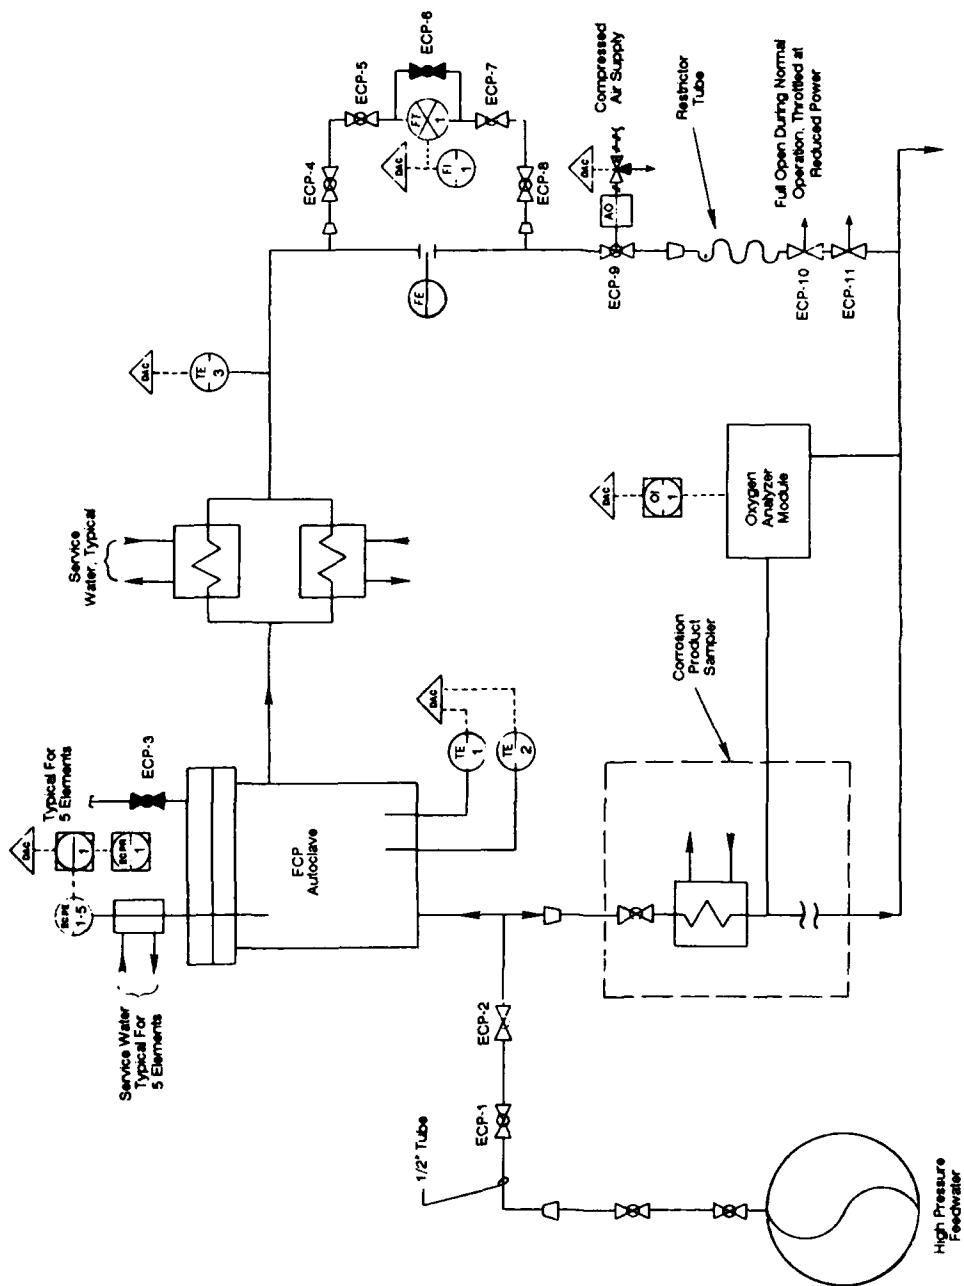 Service Water
Typical For
5 Elements
DAC
ECPE
1-5
1
ECPR
1
Typical For
5 Elements
ECP-3
Service
Water, Typical
DAC
TE
3
ECP-4
ECP-5
ECP-6
ECP-7
ECP-8
FT
1
DAC
FI
1
FE
ECP
Autoclave
DAC
TE
1
TE
2
1/2" Tube
ECP-1
ECP-2
Compressed
Air Supply
DAC
AO
ECP-9
Restrictor
Tube
Full Open During Normal
Operation, Throttled at
Reduced Power
ECP-10
ECP-11
Corrosion
Product
Sampler
DAC
OI
1
Oxygen
Analyzer
Module
High Pressure
Feedwater